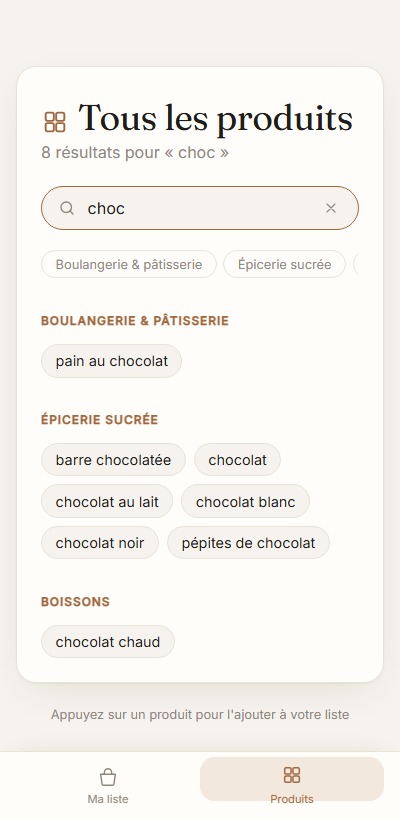 Tous les produits
8 résultats pour « choc »
choc
Boulangerie & pâtisserie
Épicerie sucrée
BOULANGERIE & PÂTISSERIE
pain au chocolat
ÉPICERIE SUCRÉE
barre chocolatée
chocolat
chocolat au lait
chocolat blanc
chocolat noir
pépites de chocolat
BOISSONS
chocolat chaud
Appuyez sur un produit pour l'ajouter à votre liste
Ma liste
Produits